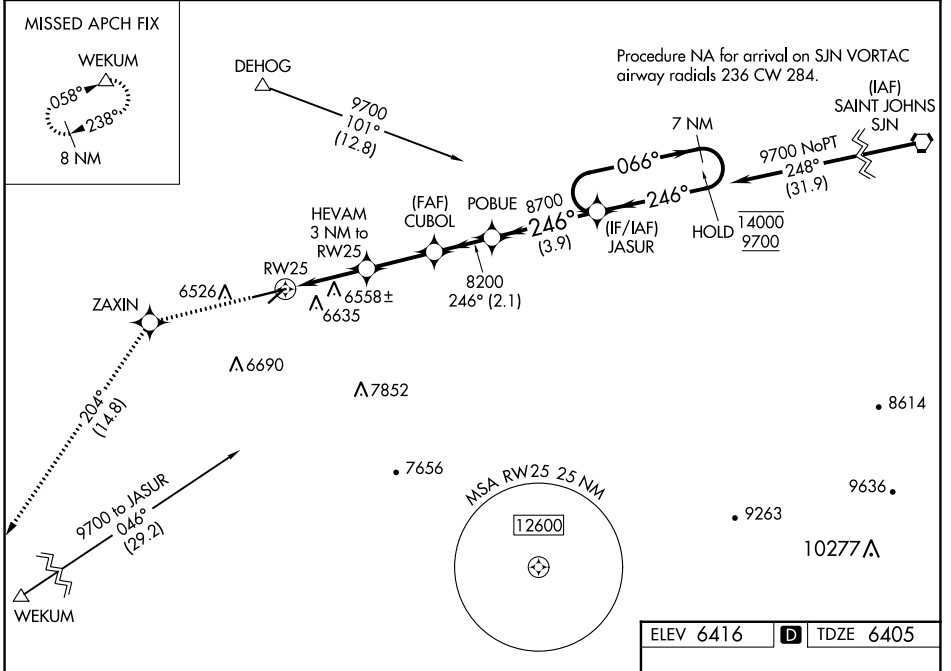 MISSED APCH FIX
WEKUM
058°
238°
8 NM
DEHOG
9700
101°
(12.8)
Procedure NA for arrival on SJN VORTAC
airway radials 236 CW 284.
(IAF)
SAINT JOHNS
SJN
7 NM
9700 NoPT
248°
(31.9)
066°
246°
HOLD
14000
9700
(IF/IAF)
JASUR
8700
246°
(3.9)
POBUE
(FAF)
CUBOL
8200
246° (2.1)
HEVAM
3 NM to
RW25
RW25
6526
6558±
6635
ZAXIN
6690
7852
204°
(14.8)
8614
7656
9636
9263
10277
9700 to JASUR
046°
(29.2)
WEKUM
MSA RW25 25 NM
12600
ELEV 6416 D TDZE 6405